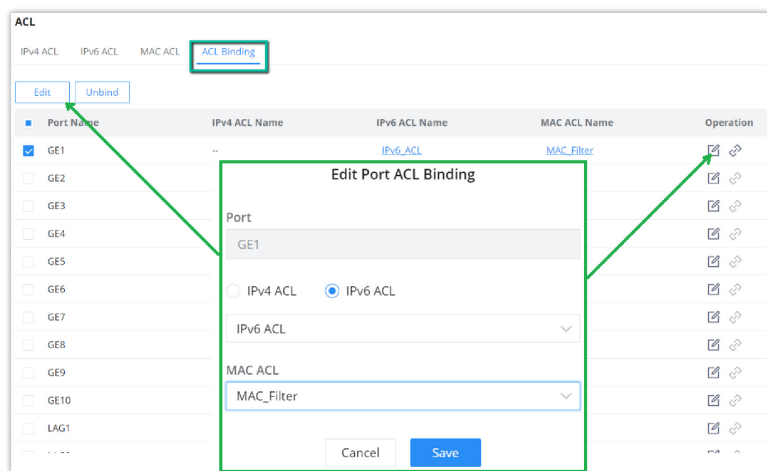 ACL
IPv4 ACL IPv6 ACL MAC ACL ACL Binding
Edit Unbind
Port Name IPv4 ACL Name IPv6 ACL Name MAC ACL Name Operation
GE1 -- IPv6_ACL MAC_Filter
GE2
GE3
GE4
GE5
GE6
GE7
GE8
GE9
GE10
LAG1
Edit Port ACL Binding
Port
GE1
IPv4 ACL IPv6 ACL
IPv6 ACL
MAC ACL
MAC_Filter
Cancel Save